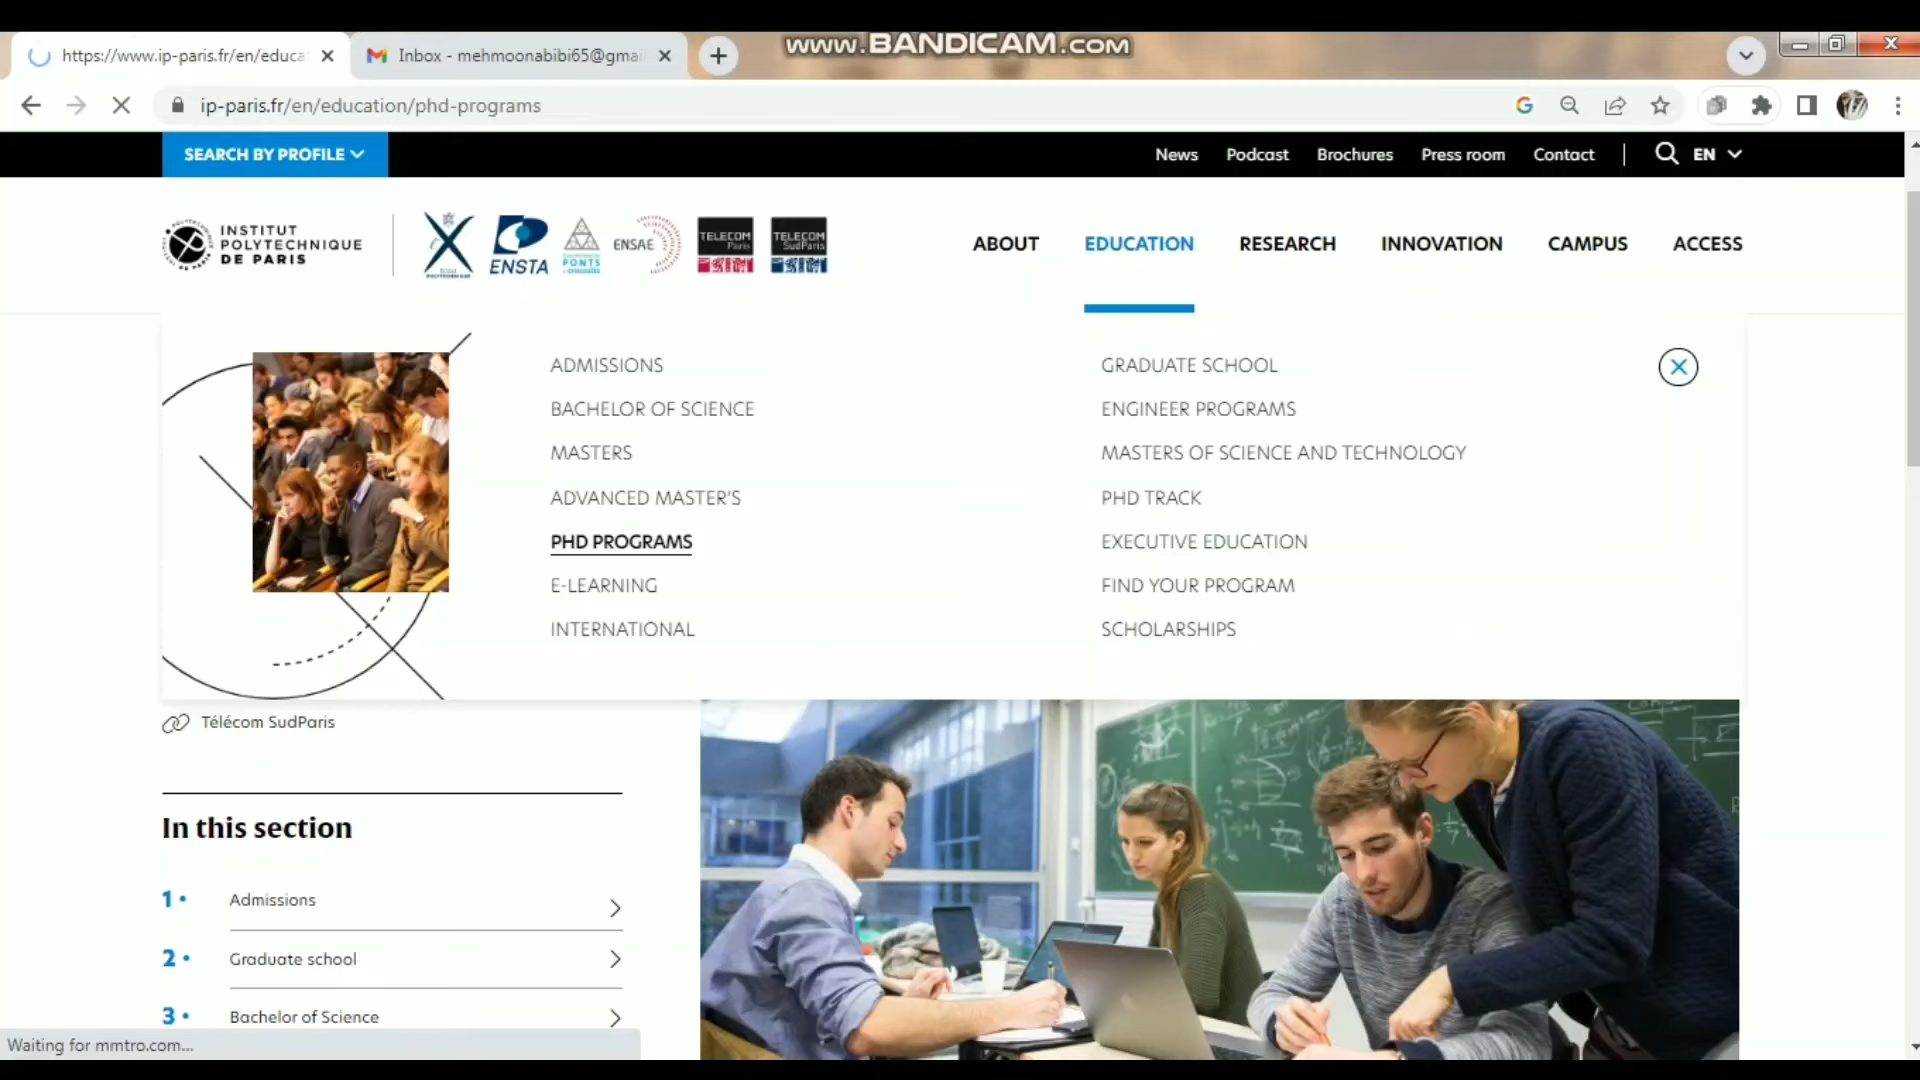 www.BANDICAM.com
https://www.ip-paris.fr/en/educa
Inbox - mehmoonabibi65@gmai
ip-paris.fr/en/education/phd-programs
SEARCH BY PROFILE
News
Podcast
Brochures
Press room
Contact
EN
INSTITUT
POLYTECHNIQUE
DE PARIS
ENSTA
PONTS
ENSAE
TELECOM
Paris
TELECOM
SudParis
ABOUT
EDUCATION
RESEARCH
INNOVATION
CAMPUS
ACCESS
ADMISSIONS
BACHELOR OF SCIENCE
MASTERS
ADVANCED MASTER'S
PHD PROGRAMS
E-LEARNING
INTERNATIONAL
GRADUATE SCHOOL
ENGINEER PROGRAMS
MASTERS OF SCIENCE AND TECHNOLOGY
PHD TRACK
EXECUTIVE EDUCATION
FIND YOUR PROGRAM
SCHOLARSHIPS
Télécom SudParis
In this section
1 • Admissions
2 • Graduate school
3 • Bachelor of Science
Waiting for mmtro.com...